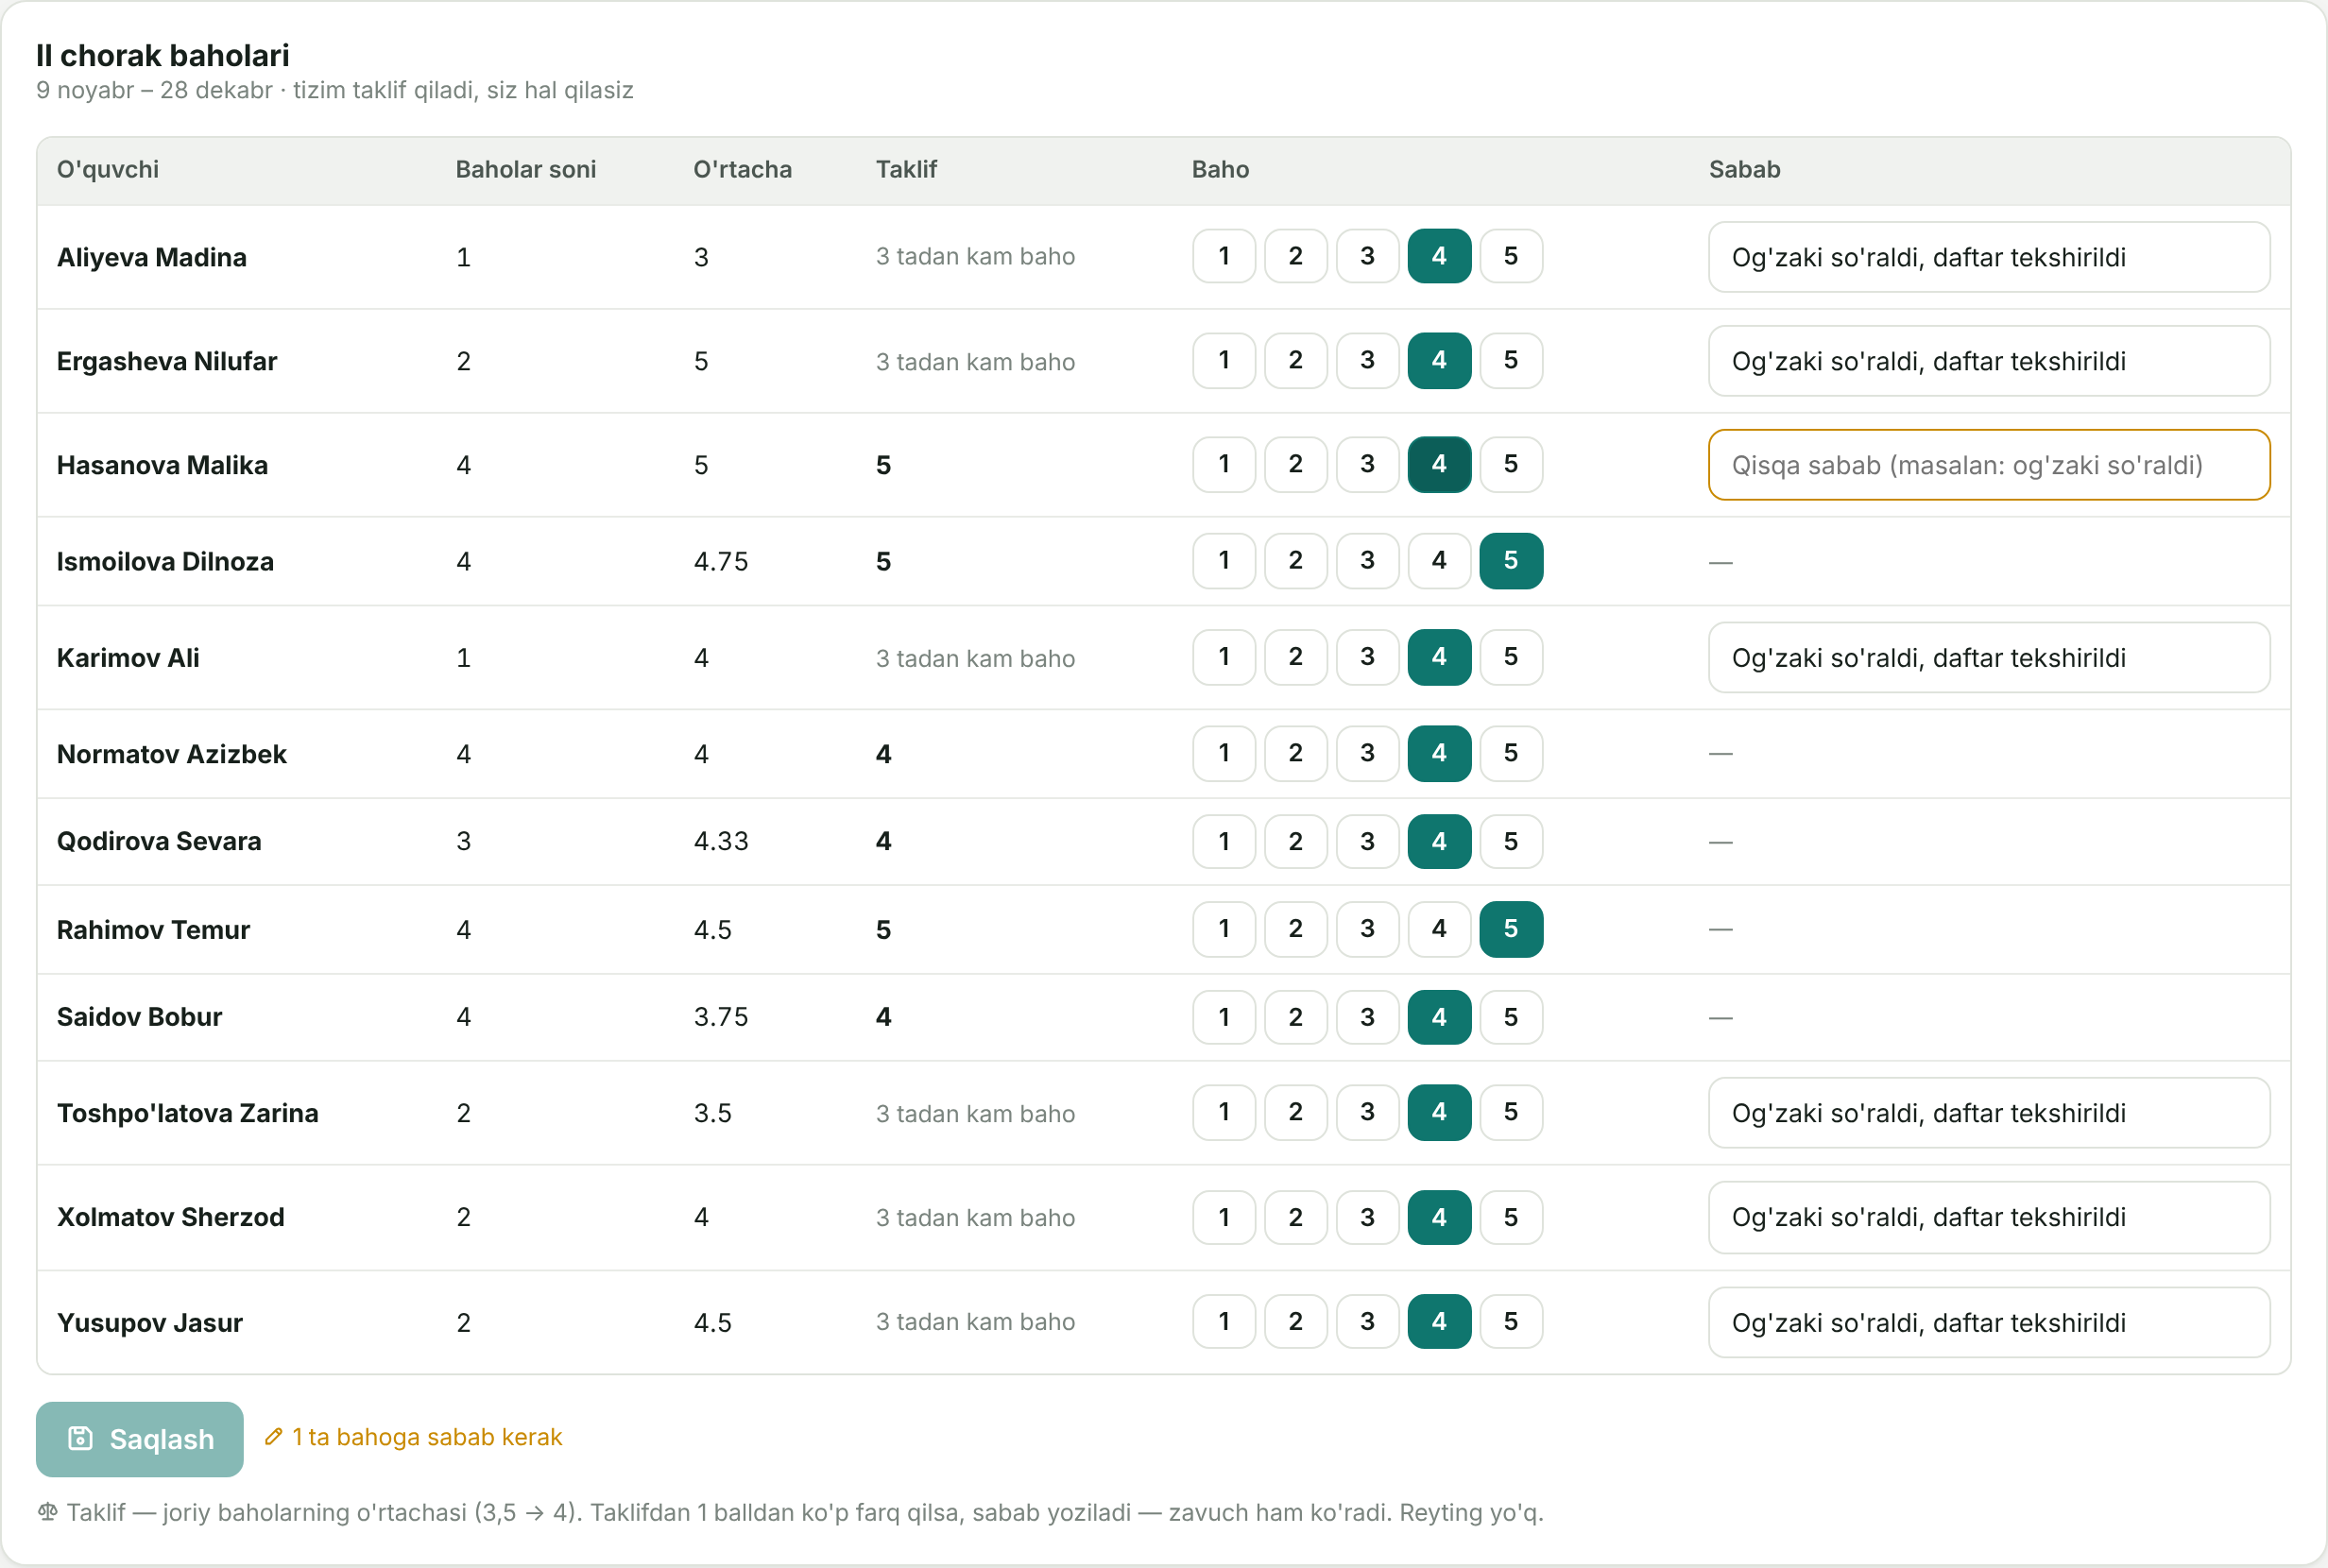 II chorak baholari
9 noyabr – 28 dekabr · tizim taklif qiladi, siz hal qilasiz
O'quvchi Baholar soni O'rtacha Taklif Baho Sabab
Aliyeva Madina 1 3 3 tadan kam baho 1 2 3 4 5 Og'zaki so'raldi, daftar tekshirildi
Ergasheva Nilufar 2 5 3 tadan kam baho 1 2 3 4 5 Og'zaki so'raldi, daftar tekshirildi
Hasanova Malika 4 5 5 1 2 3 4 5 Qisqa sabab (masalan: og'zaki so'raldi)
Ismoilova Dilnoza 4 4.75 5 1 2 3 4 5 —
Karimov Ali 1 4 3 tadan kam baho 1 2 3 4 5 Og'zaki so'raldi, daftar tekshirildi
Normatov Azizbek 4 4 4 1 2 3 4 5 —
Qodirova Sevara 3 4.33 4 1 2 3 4 5 —
Rahimov Temur 4 4.5 5 1 2 3 4 5 —
Saidov Bobur 4 3.75 4 1 2 3 4 5 —
Toshpo'latova Zarina 2 3.5 3 tadan kam baho 1 2 3 4 5 Og'zaki so'raldi, daftar tekshirildi
Xolmatov Sherzod 2 4 3 tadan kam baho 1 2 3 4 5 Og'zaki so'raldi, daftar tekshirildi
Yusupov Jasur 2 4.5 3 tadan kam baho 1 2 3 4 5 Og'zaki so'raldi, daftar tekshirildi
Saqlash 1 ta bahoga sabab kerak
Taklif — joriy baholarning o'rtachasi (3,5 → 4). Taklifdan 1 balldan ko'p farq qilsa, sabab yoziladi — zavuch ham ko'radi. Reyting yo'q.